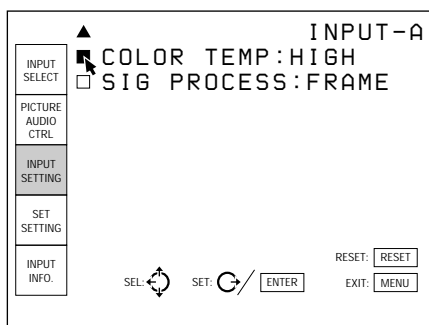 INPUT-A
COLOR TEMP:HIGH
SIG PROCESS:FRAME
INPUT
SELECT
PICTURE
AUDIO
CTRL
INPUT
SETTING
SET
SETTING
INPUT
INFO.
RESET: RESET
SEL: SET: / ENTER EXIT: MENU